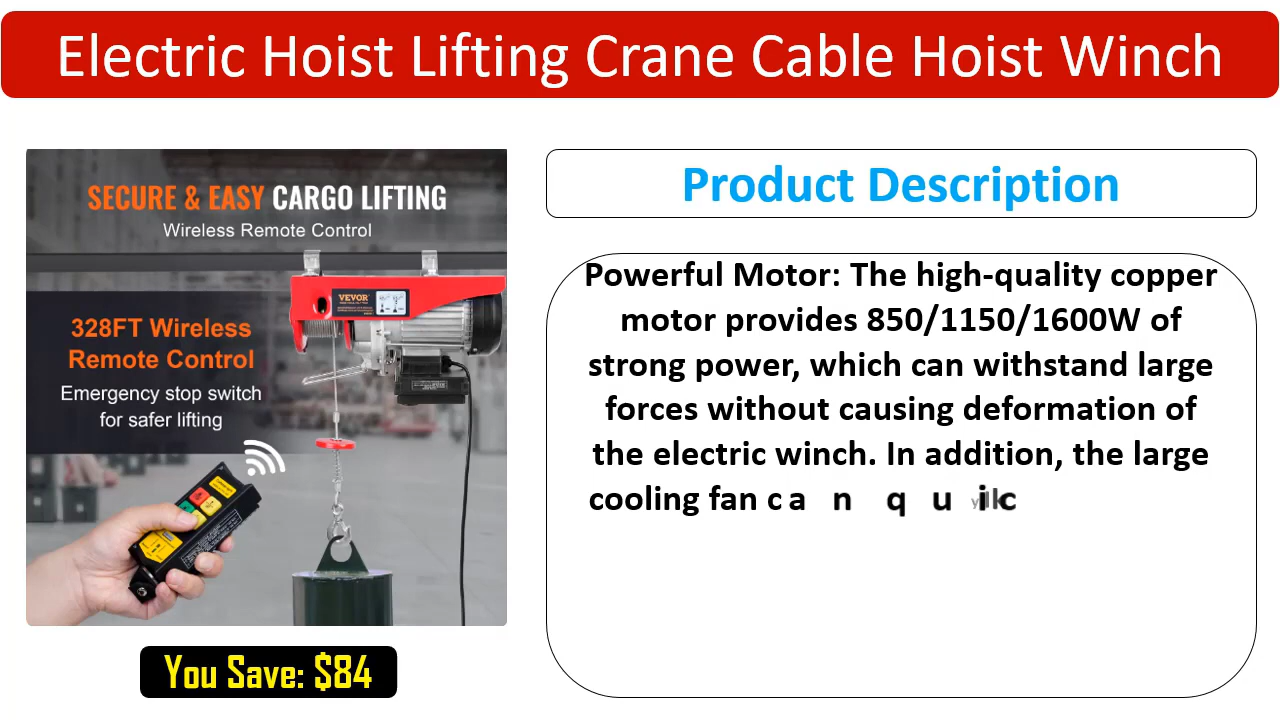 Electric Hoist Lifting Crane Cable Hoist Winch
SECURE & EASY CARGO LIFTING
Wireless Remote Control
VEVOR
328FT Wireless
Remote Control
Emergency stop switch
for safer lifting
You Save: $84
Product Description
Powerful Motor: The high-quality copper
motor provides 850/1150/1600W of
strong power, which can withstand large
forces without causing deformation of
the electric winch. In addition, the large
cooling fan can quic